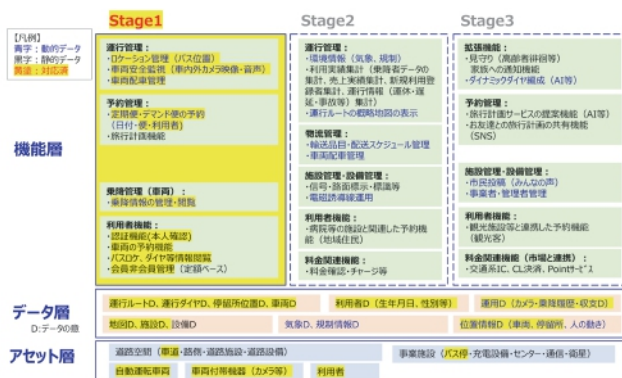 【凡例】
青字：動的データ
黒字：静的データ
黄塗：対応済
Stage1
Stage2
Stage3
機能層
運行管理：
・ロケーション管理（バス位置）
・車両安全監視（車内外カメラ映像・音声）
・車両配車管理
予約管理：
・定期便・デマンド便の予約
（日付・便・利用者）
・旅行計画機能
乗降管理（車両）：
・乗降情報の管理・閲覧
利用者機能：
・認証機能(本人確認)
・車両の予約機能
・バスロケ、ダイヤ等情報閲覧
・会員非会員管理（定額ベース）
運行管理：
・環境情報（気象、規制）
・利用実績集計（乗降者データの
集計、売上実績集計、新規利用登
録者集計、運行情報（運休・遅
延・事故等）集計）
・運行ルートの概略地図の表示
物流管理：
・輸送品目・配送スケジュール管理
・車両配車管理
施設管理・設備管理：
・信号・路面標示・標識等
・電磁誘導線運用
利用者機能：
・病院等の施設と関連した予約機
能（地域住民）
料金関連機能：
・料金確認・チャージ等
拡張機能：
・見守り（高齢者徘徊等）
家族への通知機能
・ダイナミックダイヤ編成（AI等）
予約管理：
・旅行計画サービスの提案機能（AI等）
・お友達との旅行計画の共有機能
（SNS）
施設管理・設備管理：
・市民投稿（みんなの声）
・事業者・管理者管理
利用者機能：
・観光施設等と連携した予約機能
（観光客）
料金関連機能（市場と連携）：
・交通系IC、CL決済、Pointサービス
データ層
D:データの意
運行ルートD、運行ダイヤD、停留所位置D、車両D
利用者D（生年月日、性別等）
運用D（カメラ・乗降履歴・収支D）
地図D、施設D、設備D
気象D、規制情報D
位置情報D（車両、停留所、人の動き）
アセット層
道路空間（車道・路側・道路施設・道路設備）
事業施設（バス停・充電設備・センター・通信・衛星）
自動運転車両
車両付帯機器（カメラ等）
利用者